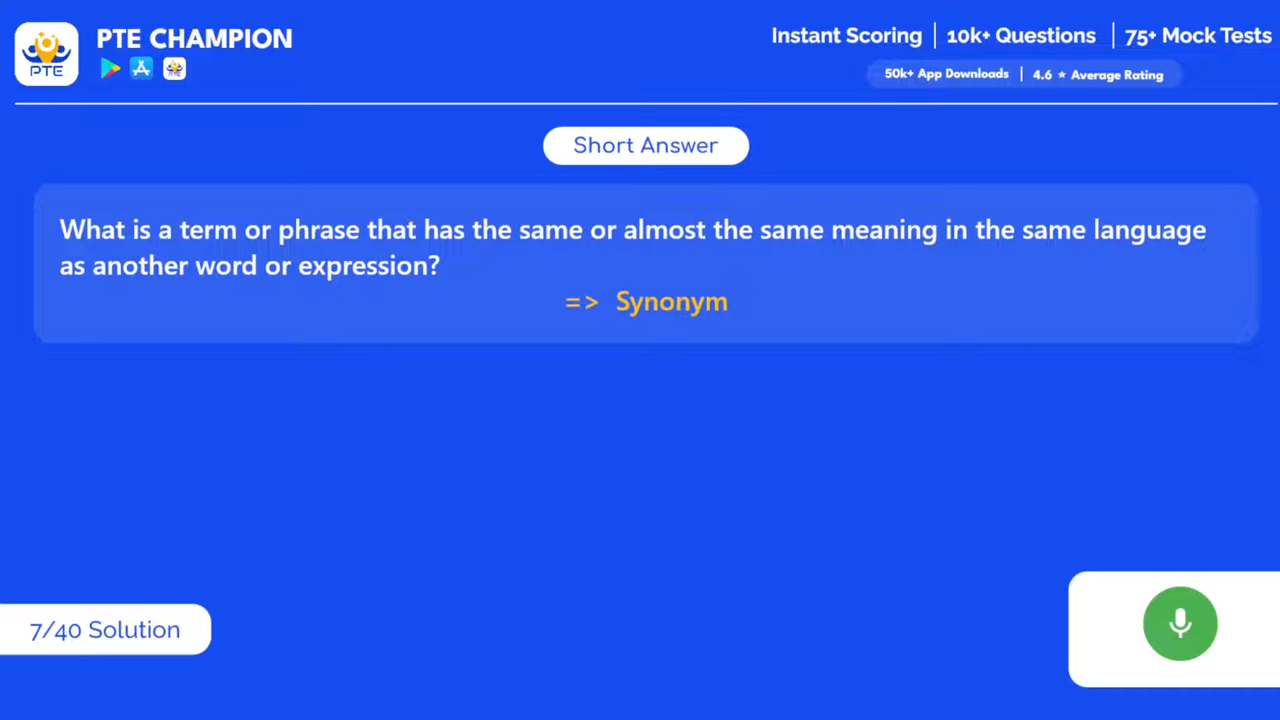 PTE CHAMPION
PTE
Instant Scoring | 10k+ Questions | 75+ Mock Tests
50k+ App Downloads | 4.6 ★ Average Rating
Short Answer
What is a term or phrase that has the same or almost the same meaning in the same language
as another word or expression?
=> Synonym
7/40 Solution